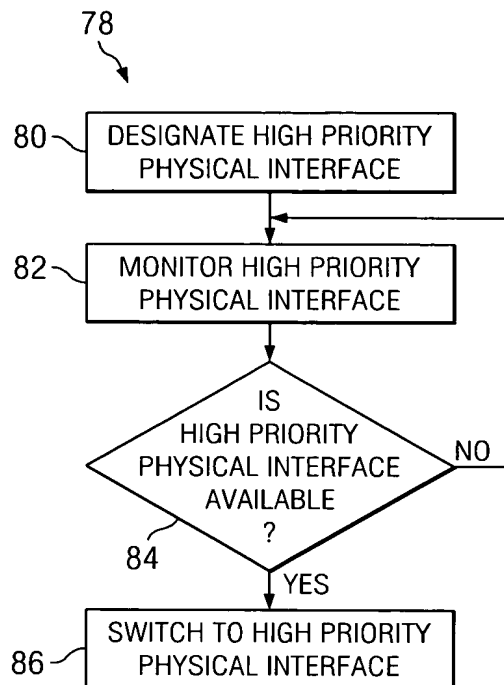 78
80
DESIGNATE HIGH PRIORITY
PHYSICAL INTERFACE
82
MONITOR HIGH PRIORITY
PHYSICAL INTERFACE
IS
HIGH PRIORITY
PHYSICAL INTERFACE
AVAILABLE
?
NO
84
YES
86
SWITCH TO HIGH PRIORITY
PHYSICAL INTERFACE